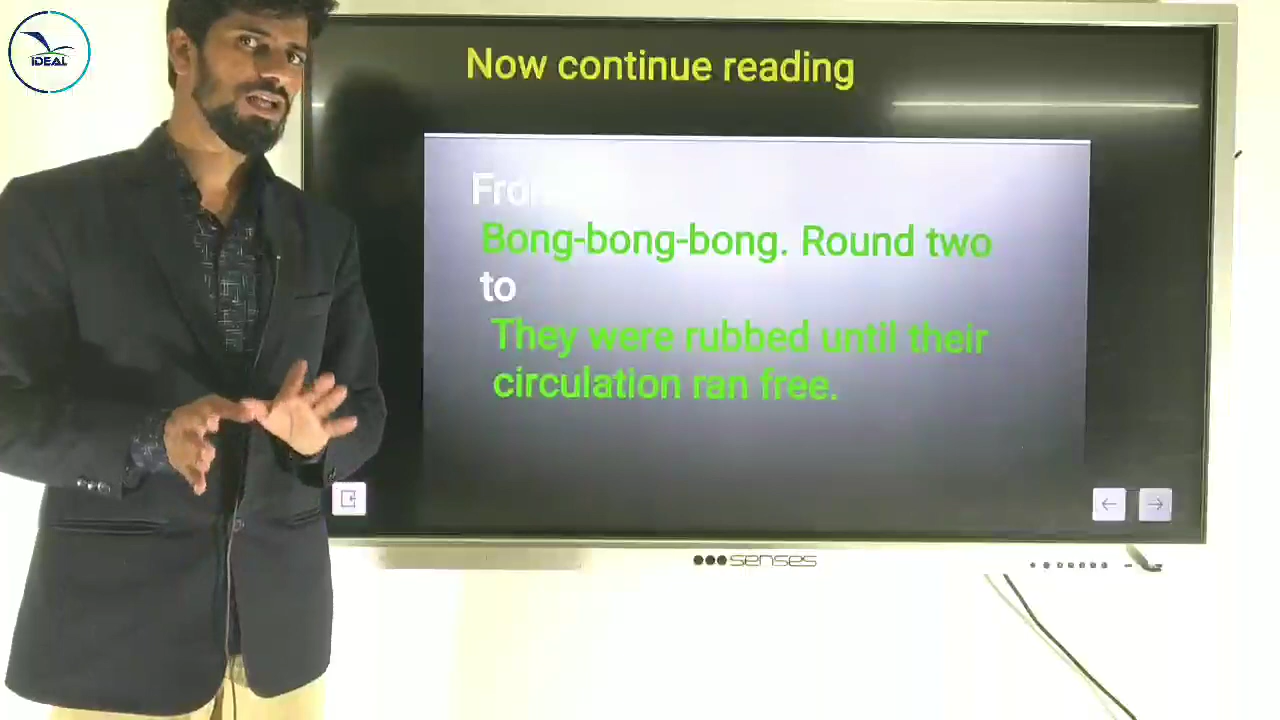 iDEAL
Now continue reading
From
Bong-bong-bong. Round two
to
They were rubbed until their
circulation ran free.
senses